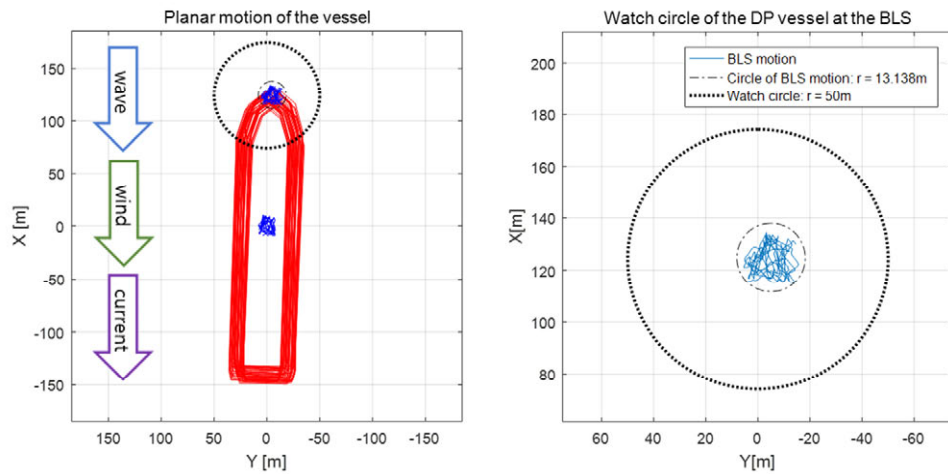 Planar motion of the vessel
wave
wind
current
X [m]
150
100
50
0
-50
-100
-150
150 100 50 0 -50 -100 -150
Y [m]
Watch circle of the DP vessel at the BLS
BLS motion
Circle of BLS motion: r = 13.138m
Watch circle: r = 50m
X[m]
200
180
160
140
120
100
80
60 40 20 0 -20 -40 -60
Y[m]